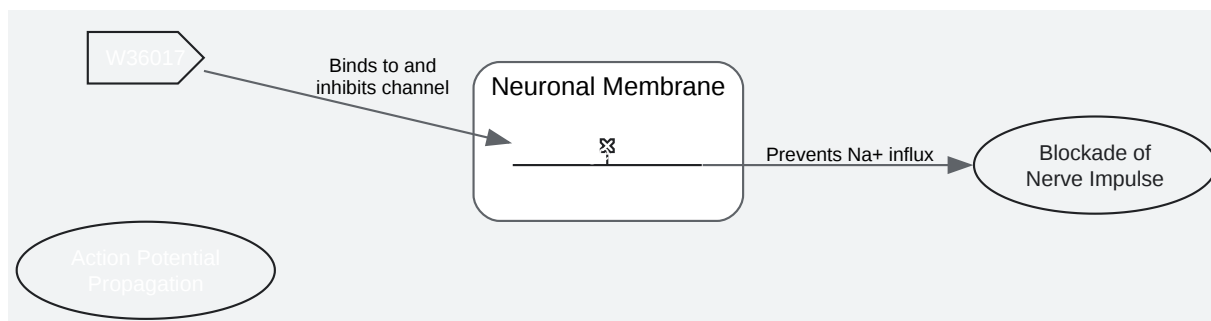 W36017
Binds to and
inhibits channel
Neuronal Membrane
Prevents Na+ influx
Blockade of
Nerve Impulse
Action Potential
Propagation